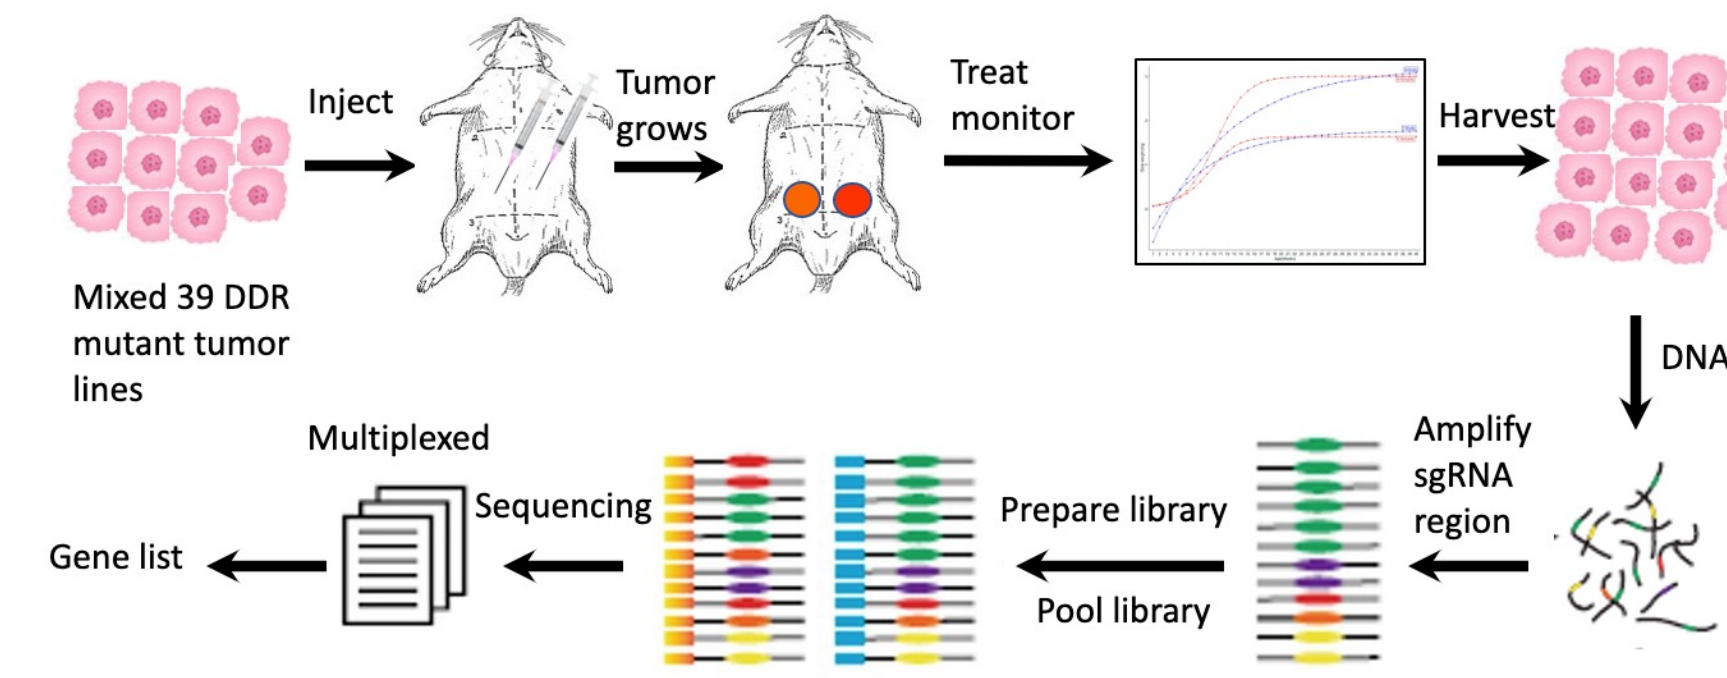 Inject
Tumor
grows
Treat
monitor
Harvest
Mixed 39 DDR
mutant tumor
lines
DNA
Amplify
sgRNA
region
Prepare library
Pool library
Sequencing
Multiplexed
Gene list